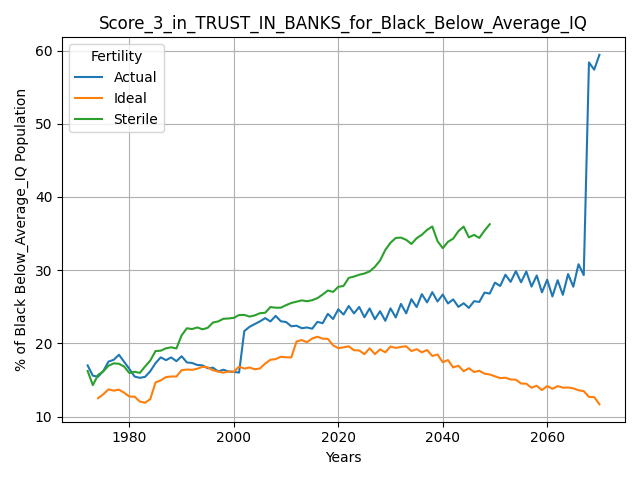 Score_3_in_TRUST_IN_BANKS_for_Black_Below_Average_IQ
Fertility
Actual
Ideal
Sterile
% of Black Below_Average_IQ Population
60
50
40
30
20
10
1980 2000 2020 2040 2060
Years